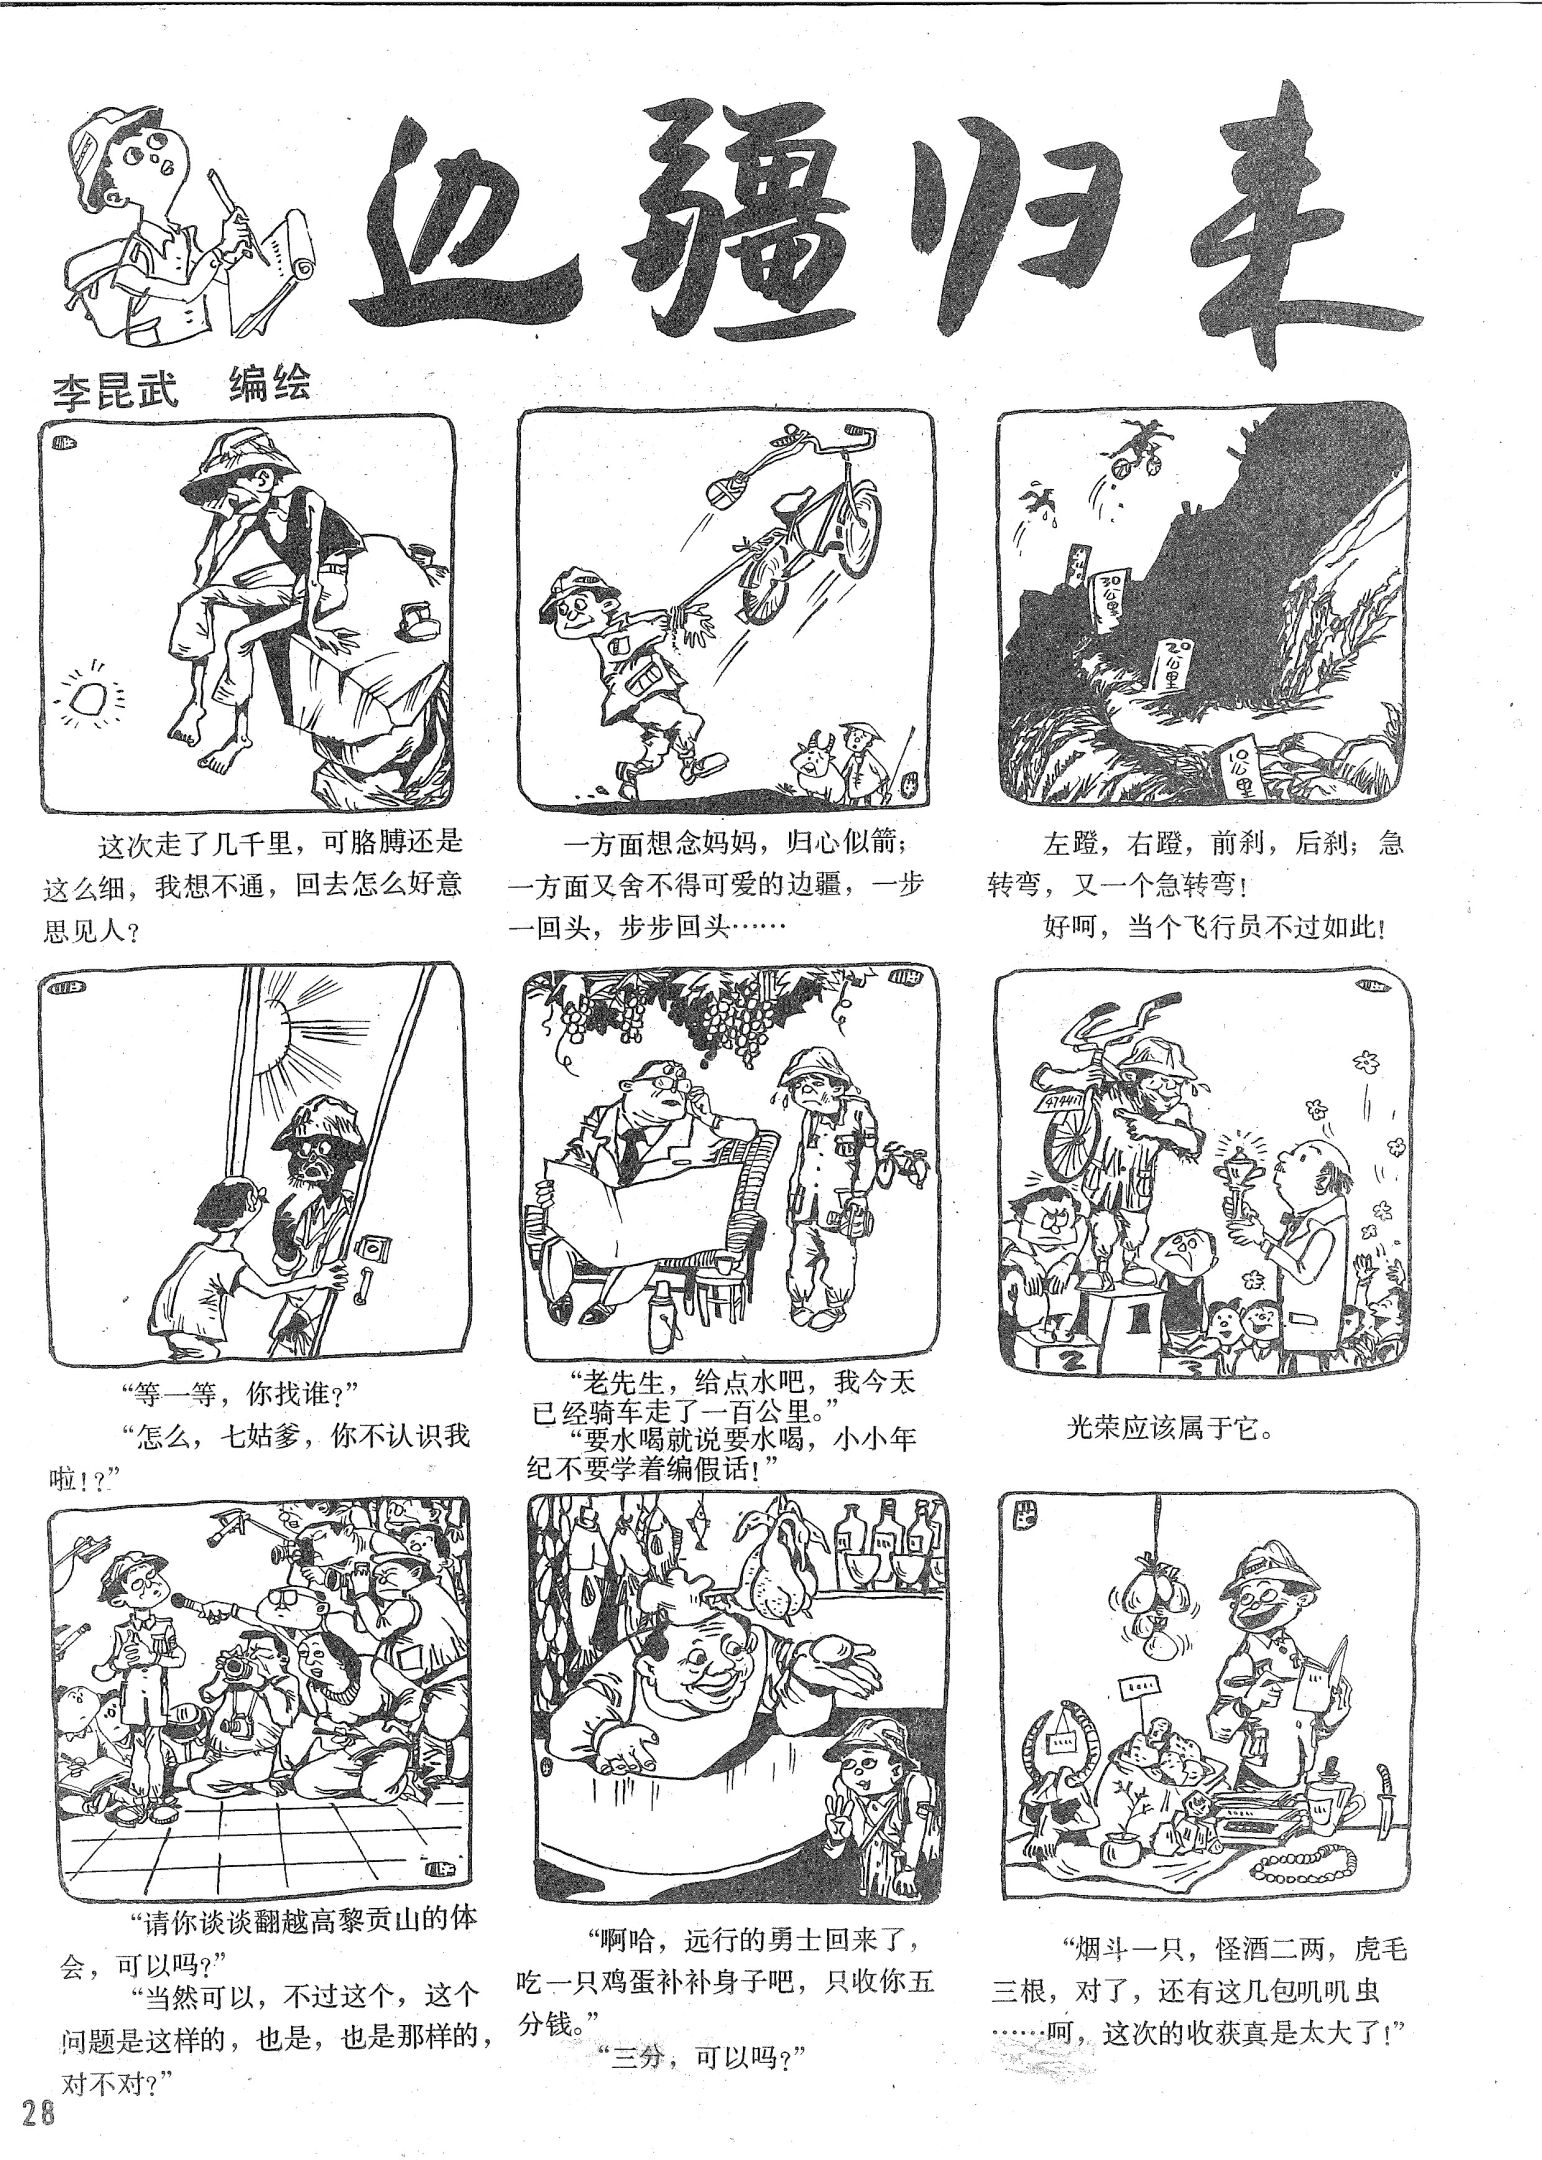 边疆归来
李昆武 编绘
30公里
20公里
10公里
这次走了几千里，可胳膊还是
这么细，我想不通，回去怎么好意
思见人？
一方面想念妈妈，归心似箭；
一方面又舍不得可爱的边疆，一步
一回头，步步回头……
左蹬，右蹬，前刹，后刹；急
转弯，又一个急转弯！
好呵，当个飞行员不过如此！
“等一等，你找谁？”
“怎么，七姑爹，你不认识我
啦！？”
“老先生，给点水吧，我今天
已经骑车走了一百公里。”
“要水喝就说要水喝，小小年
纪不要学着编假话！”
1
2
3
光荣应该属于它。
“请你谈谈翻越高黎贡山的体
会，可以吗？”
“当然可以，不过这个，这个
问题是这样的，也是，也是那样的，
对不对？”
“啊哈，远行的勇士回来了，
吃一只鸡蛋补补身子吧，只收你五
分钱。”
“三分，可以吗？”
“烟斗一只，怪酒二两，虎毛
三根，对了，还有这几包叽叽虫
……呵，这次的收获真是太大了！”
28